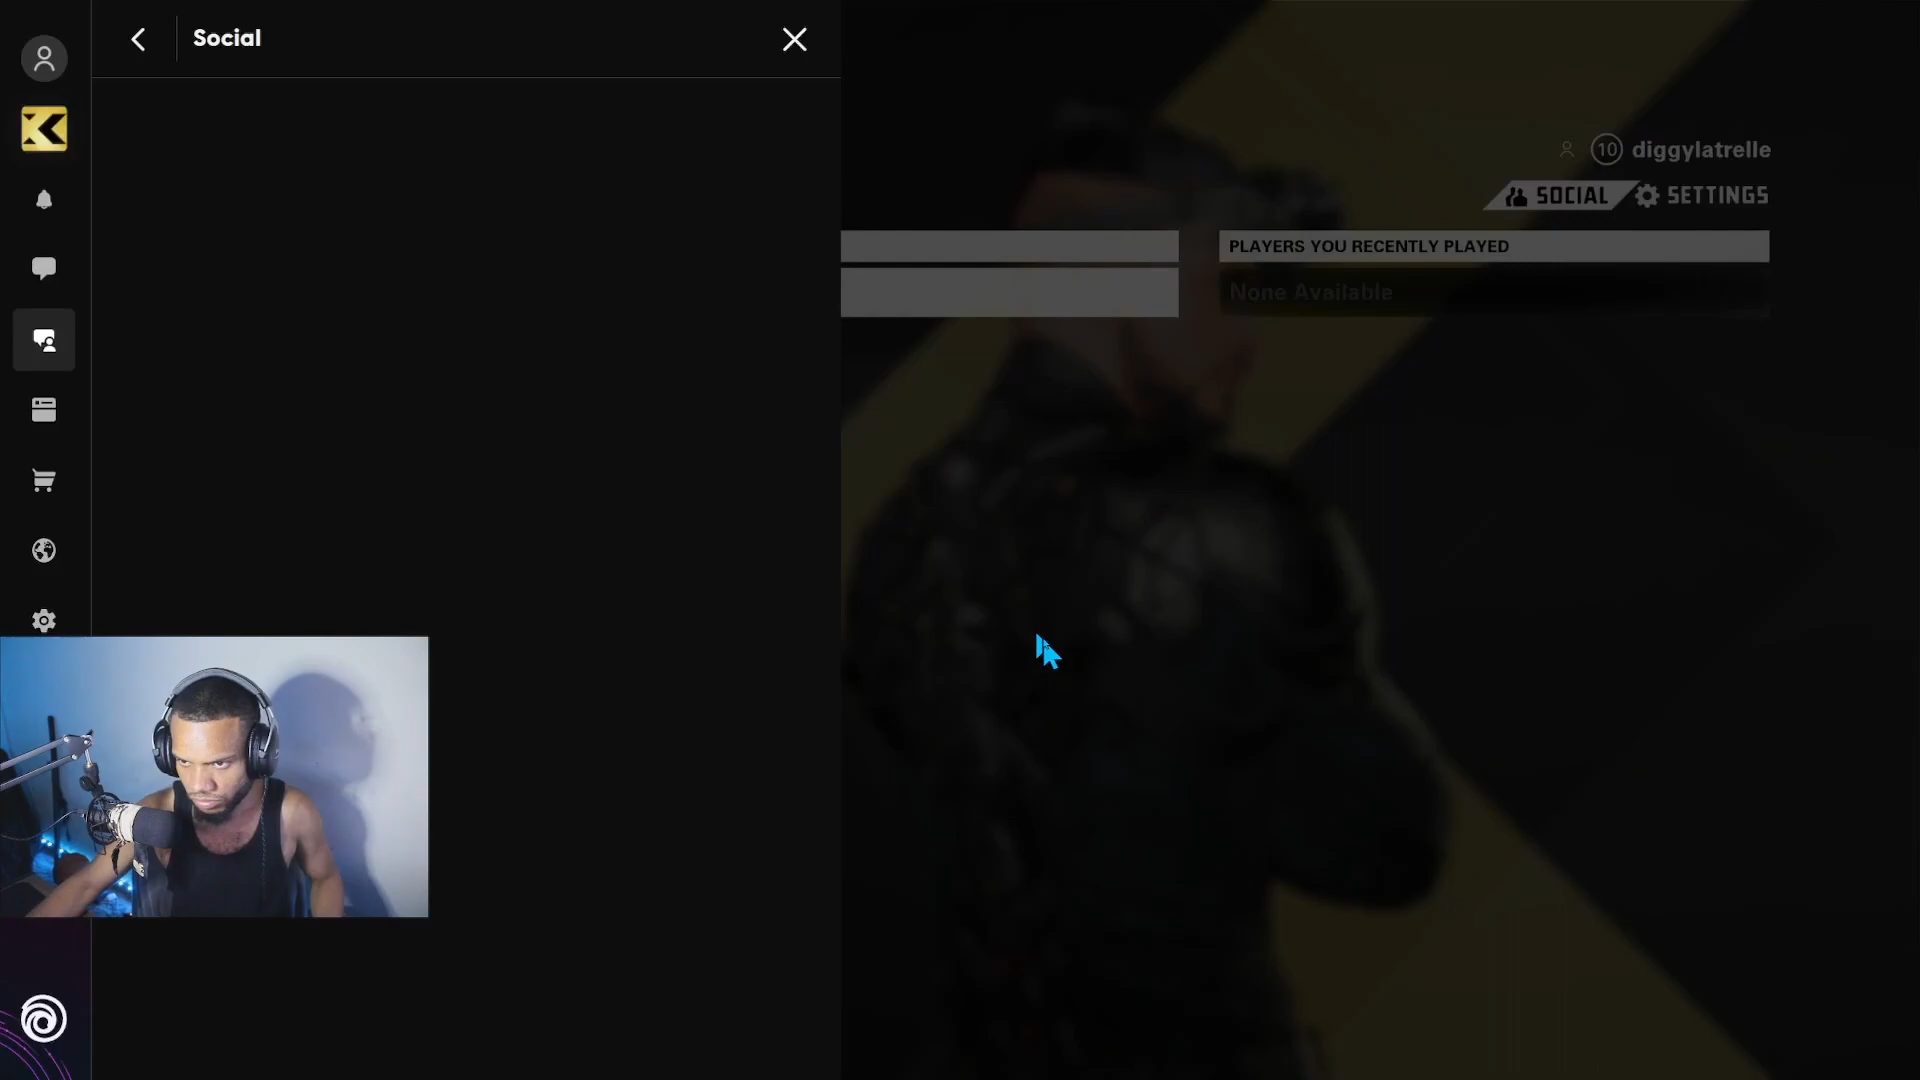 Social
10 diggylatrelle
SOCIAL SETTINGS
PLAYERS YOU RECENTLY PLAYED
None Available